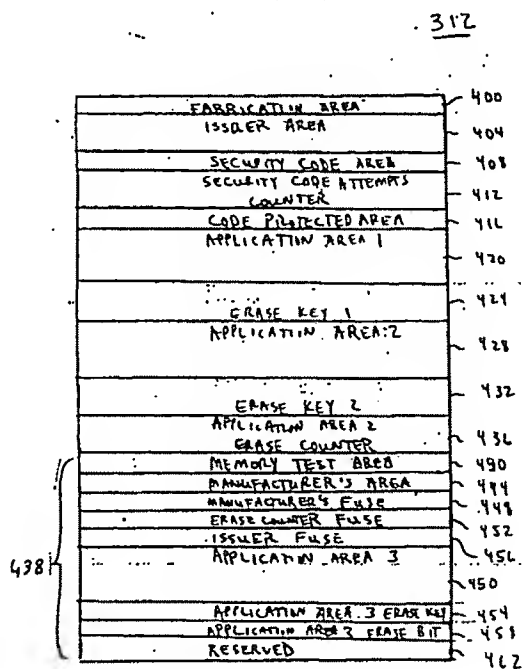 312
FABRICATION AREA 400
ISSUER AREA 404
SECURITY CODE AREA 408
SECURITY CODE ATTEMPTS
COUNTER 412
CODE PROTECTED AREA 416
APPLICATION AREA 1 420
ERASE KEY 1 424
APPLICATION AREA 2 428
ERASE KEY 2 432
APPLICATION AREA 2
ERASE COUNTER 436
MEMORY TEST AREA 440
MANUFACTURER'S AREA 444
MANUFACTURER'S FUSE 448
ERASE COUNTER FUSE 452
ISSUER FUSE 456
APPLICATION AREA 3
438 450
APPLICATION AREA 3 ERASE KEY 454
APPLICATION AREA 3 ERASE BIT 458
RESERVED 462